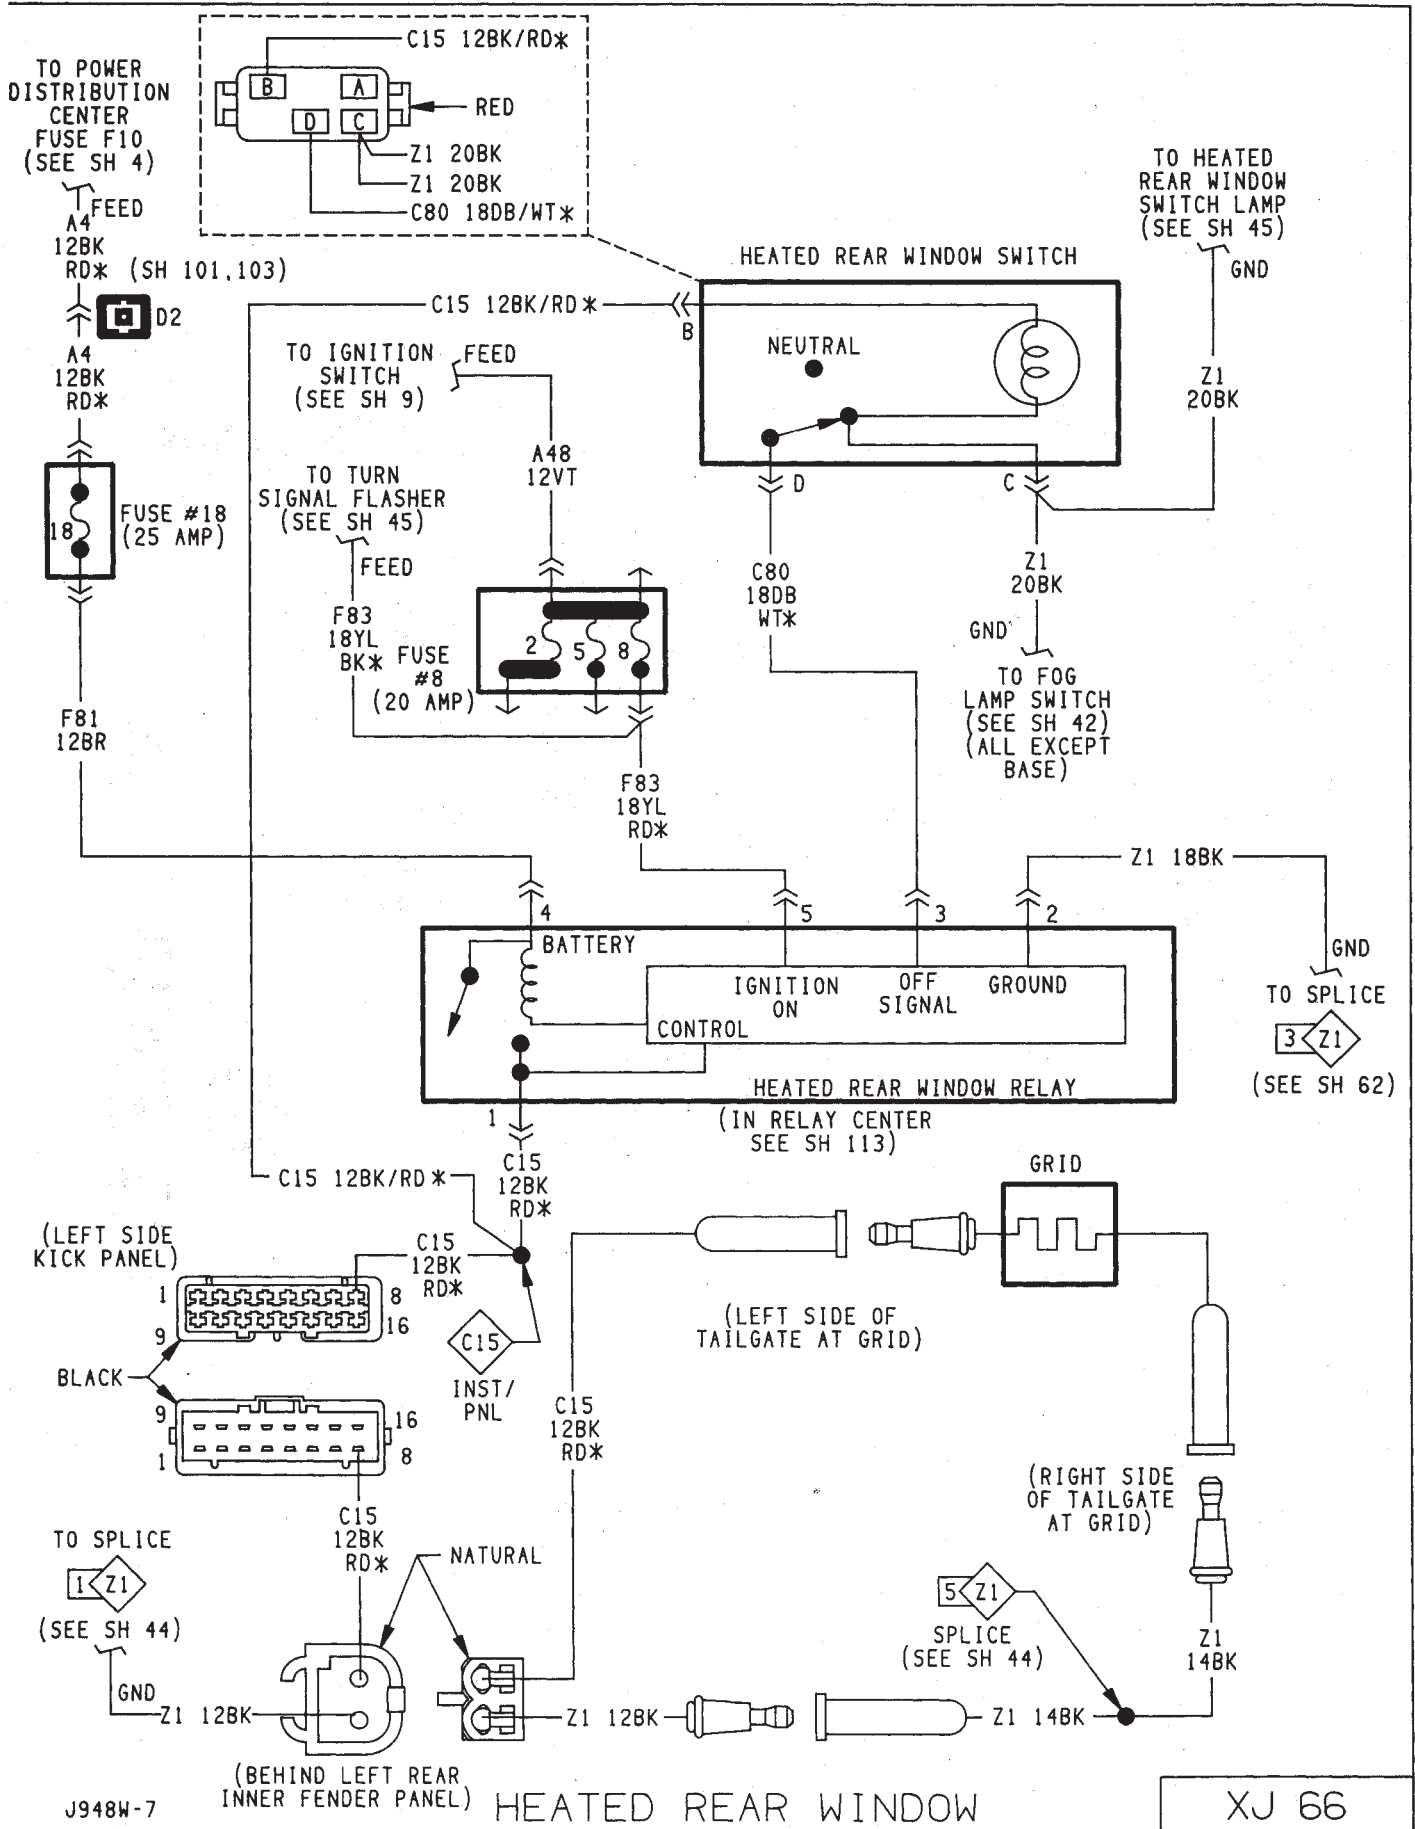 C15 12BK/RD*
B
A
RED
D
C
Z1 20BK
Z1 20BK
C80 18DB/WT*
TO POWER
DISTRIBUTION
CENTER
FUSE F10
(SEE SH 4)
FEED
A4
12BK
RD*
(SH 101,103)
D2
A4
12BK
RD*
18
FUSE #18
(25 AMP)
F81
12BR
TO HEATED
REAR WINDOW
SWITCH LAMP
(SEE SH 45)
GND
Z1
20BK
HEATED REAR WINDOW SWITCH
C15 12BK/RD*
B
NEUTRAL
D
C
TO IGNITION
SWITCH
(SEE SH 9)
FEED
A48
12VT
TO TURN
SIGNAL FLASHER
(SEE SH 45)
FEED
F83
18YL
BK*
FUSE
#8
(20 AMP)
2
5
8
F83
18YL
RD*
C80
18DB
WT*
Z1
20BK
GND
TO FOG
LAMP SWITCH
(SEE SH 42)
(ALL EXCEPT
BASE)
Z1 18BK
GND
TO SPLICE
3
Z1
(SEE SH 62)
4
5
3
2
BATTERY
IGNITION
ON
OFF
SIGNAL
GROUND
CONTROL
HEATED REAR WINDOW RELAY
(IN RELAY CENTER
SEE SH 113)
1
C15
12BK
RD*
C15 12BK/RD*
GRID
(LEFT SIDE
KICK PANEL)
C15
12BK
RD*
1
8
9
16
BLACK
C15
INST/
PNL
9
16
1
8
(LEFT SIDE OF
TAILGATE AT GRID)
C15
12BK
RD*
(RIGHT SIDE
OF TAILGATE
AT GRID)
C15
12BK
RD*
TO SPLICE
1
Z1
(SEE SH 44)
GND
Z1 12BK
NATURAL
5
Z1
SPLICE
(SEE SH 44)
Z1
14BK
Z1 12BK
Z1 14BK
(BEHIND LEFT REAR
INNER FENDER PANEL)
J948W-7
HEATED REAR WINDOW
XJ 66